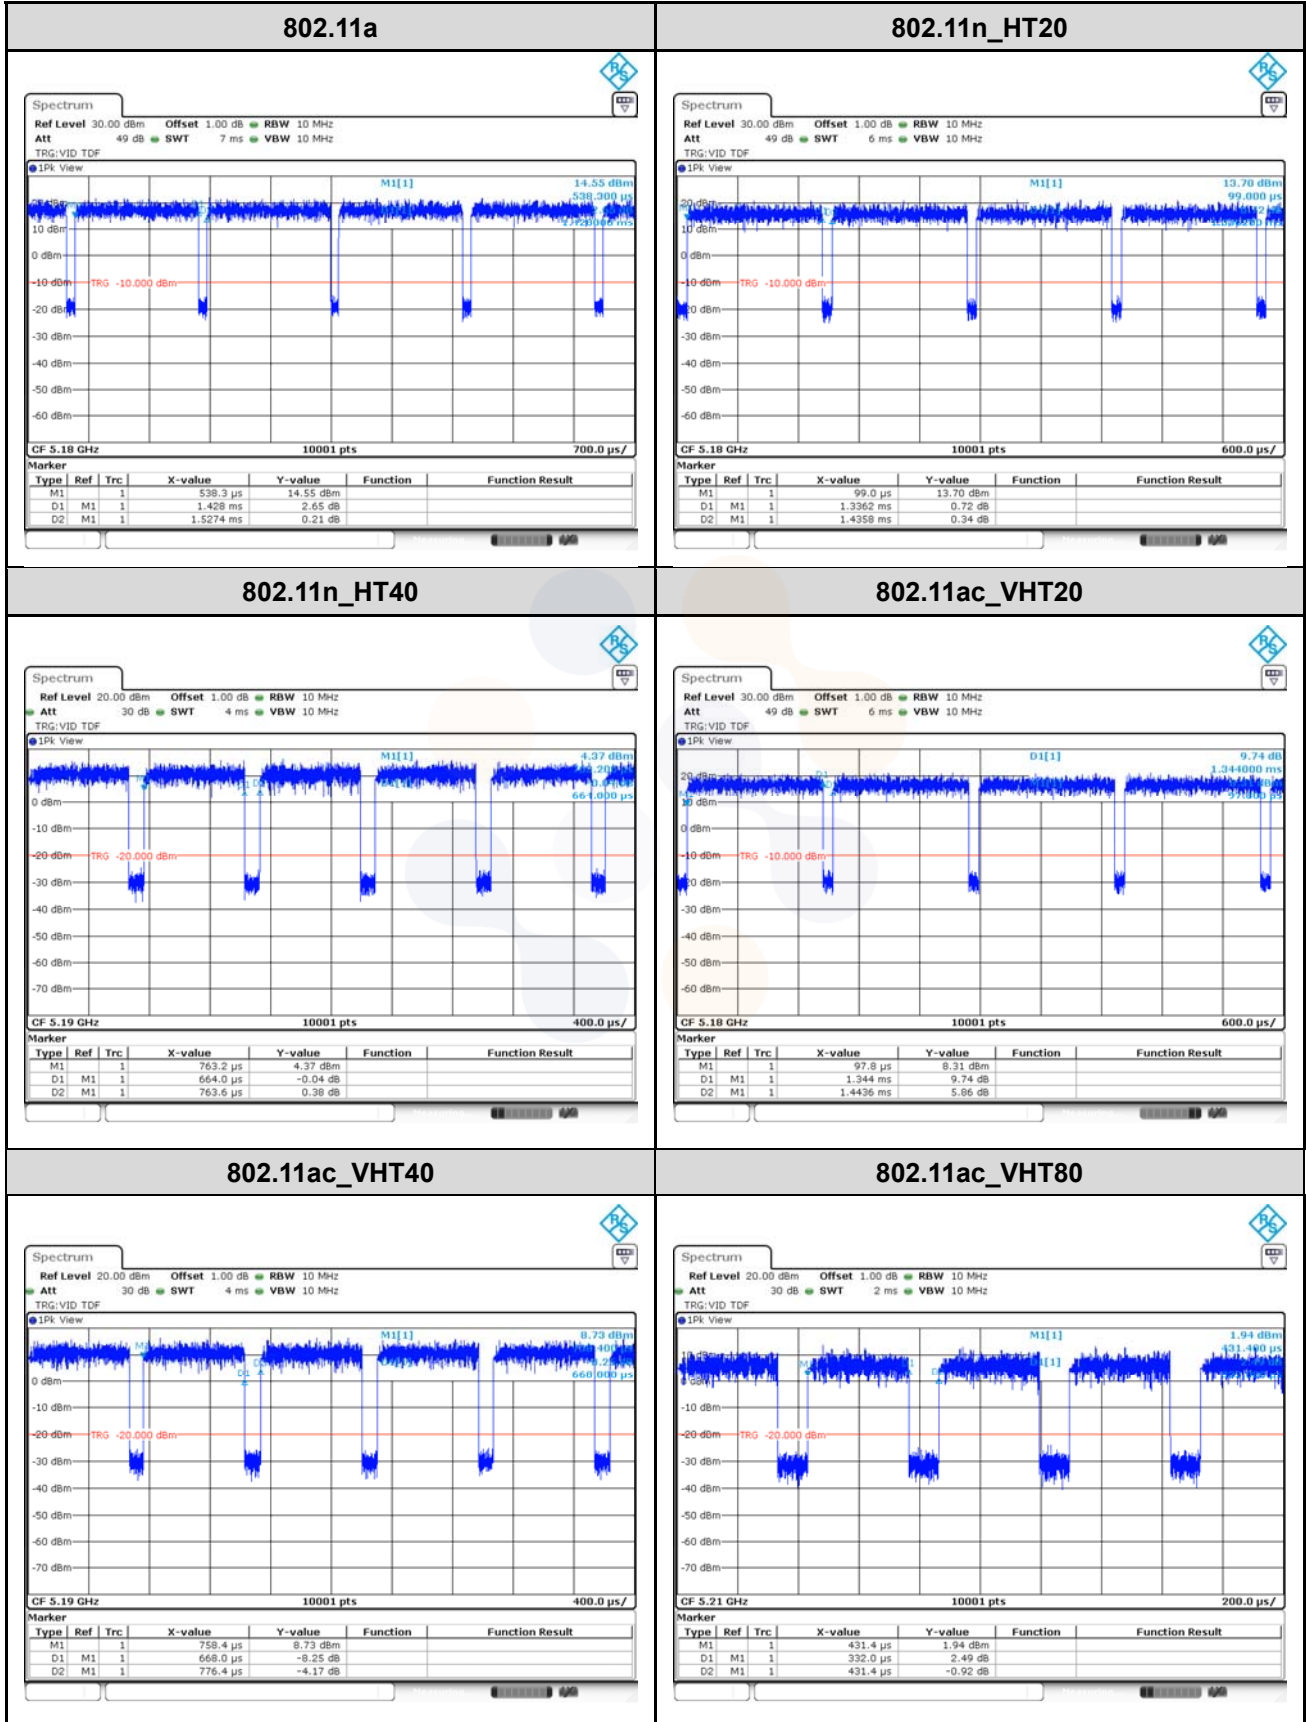 802.11a
802.11n_HT20
Spectrum
Ref Level 30.00 dBm Offset 1.00 dB RBW 10 MHz
Att 49 dB SWT 7 ms VBW 10 MHz
TRG:VID TDF
1Pk View
M1[1] 14.55 dBm
538.300 µs
10 dBm
0 dBm
-10 dBm TRG -10.000 dBm
-20 dBm
-30 dBm
-40 dBm
-50 dBm
-60 dBm
CF 5.18 GHz 10001 pts 700.0 µs/
Marker
Type Ref Trc X-value Y-value Function Function Result
M1 1 538.3 µs 14.55 dBm
D1 M1 1 1.428 ms 2.65 dB
D2 M1 1 1.5274 ms 0.21 dB
Spectrum
Ref Level 30.00 dBm Offset 1.00 dB RBW 10 MHz
Att 49 dB SWT 6 ms VBW 10 MHz
TRG:VID TDF
1Pk View
M1[1] 13.70 dBm
99.000 µs
20 dBm
10 dBm
0 dBm
-10 dBm TRG -10.000 dBm
-20 dBm
-30 dBm
-40 dBm
-50 dBm
-60 dBm
CF 5.18 GHz 10001 pts 600.0 µs/
Marker
Type Ref Trc X-value Y-value Function Function Result
M1 1 99.0 µs 13.70 dBm
D1 M1 1 1.3362 ms 0.72 dB
D2 M1 1 1.4358 ms 0.34 dB
802.11n_HT40
802.11ac_VHT20
Spectrum
Ref Level 20.00 dBm Offset 1.00 dB RBW 10 MHz
Att 30 dB SWT 4 ms VBW 10 MHz
TRG:VID TDF
1Pk View
M1[1] 4.37 dBm
664.000 µs
0 dBm
-10 dBm
-20 dBm TRG -20.000 dBm
-30 dBm
-40 dBm
-50 dBm
-60 dBm
-70 dBm
CF 5.19 GHz 10001 pts 400.0 µs/
Marker
Type Ref Trc X-value Y-value Function Function Result
M1 1 763.2 µs 4.37 dBm
D1 M1 1 664.0 µs -0.04 dB
D2 M1 1 763.6 µs 0.38 dB
Spectrum
Ref Level 30.00 dBm Offset 1.00 dB RBW 10 MHz
Att 49 dB SWT 6 ms VBW 10 MHz
TRG:VID TDF
1Pk View
D1[1] 9.74 dB
1.344000 ms
20 dBm
10 dBm
0 dBm
-10 dBm TRG -10.000 dBm
-20 dBm
-30 dBm
-40 dBm
-50 dBm
-60 dBm
CF 5.18 GHz 10001 pts 600.0 µs/
Marker
Type Ref Trc X-value Y-value Function Function Result
M1 1 97.8 µs 8.31 dBm
D1 M1 1 1.344 ms 9.74 dB
D2 M1 1 1.4436 ms 5.86 dB
802.11ac_VHT40
802.11ac_VHT80
Spectrum
Ref Level 20.00 dBm Offset 1.00 dB RBW 10 MHz
Att 30 dB SWT 4 ms VBW 10 MHz
TRG:VID TDF
1Pk View
M1[1] 8.73 dBm
0 dBm
-10 dBm
-20 dBm TRG -20.000 dBm
-30 dBm
-40 dBm
-50 dBm
-60 dBm
-70 dBm
CF 5.19 GHz 10001 pts 400.0 µs/
Marker
Type Ref Trc X-value Y-value Function Function Result
M1 1 758.4 µs 8.73 dBm
D1 M1 1 668.0 µs -8.25 dB
D2 M1 1 776.4 µs -4.17 dB
Spectrum
Ref Level 20.00 dBm Offset 1.00 dB RBW 10 MHz
Att 30 dB SWT 2 ms VBW 10 MHz
TRG:VID TDF
1Pk View
M1[1] 1.94 dBm
431.400 µs
10 dBm
0 dBm
-10 dBm
-20 dBm TRG -20.000 dBm
-30 dBm
-40 dBm
-50 dBm
-60 dBm
-70 dBm
CF 5.21 GHz 10001 pts 200.0 µs/
Marker
Type Ref Trc X-value Y-value Function Function Result
M1 1 431.4 µs 1.94 dBm
D1 M1 1 332.0 µs 2.49 dB
D2 M1 1 431.4 µs -0.92 dB